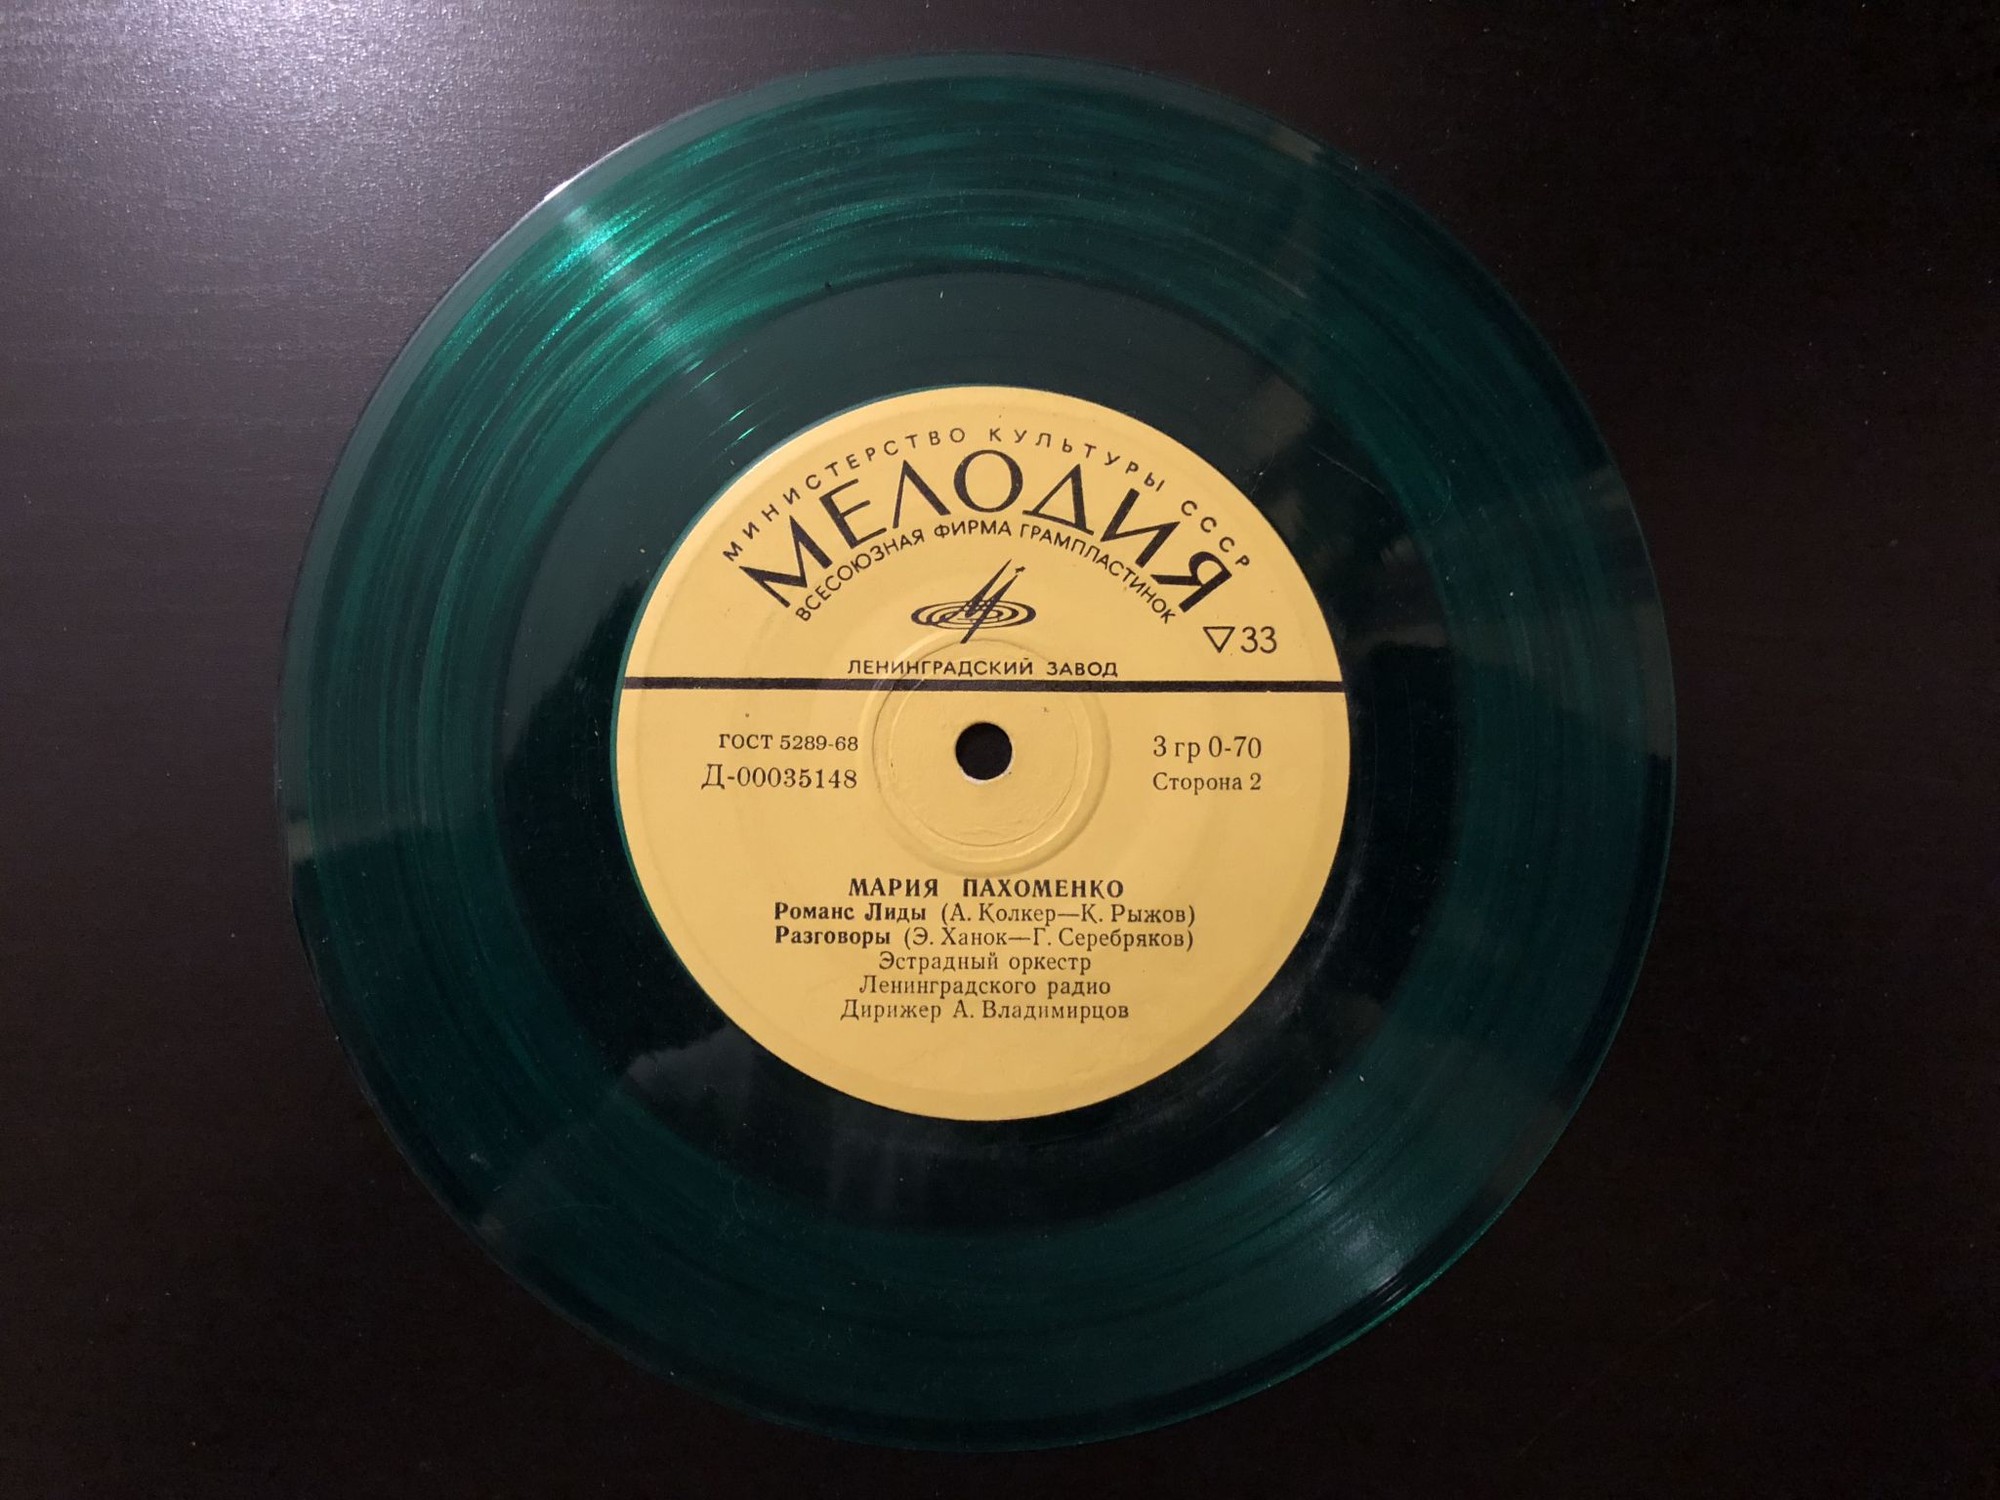 МИНИСТЕРСТВО КУЛЬТУРЫ СССР
МЕЛОДИЯ
ВСЕСОЮЗНАЯ ФИРМА ГРАМПЛАСТИНОК
▽33
ЛЕНИНГРАДСКИЙ ЗАВОД
ГОСТ 5289-68
Д-00035148
3 гр 0-70
Сторона 2
МАРИЯ ПАХОМЕНКО
Романс Лиды (А. Колкер—К. Рыжов)
Разговоры (Э. Ханок—Г. Серебряков)
Эстрадный оркестр
Ленинградского радио
Дирижер А. Владимирцов